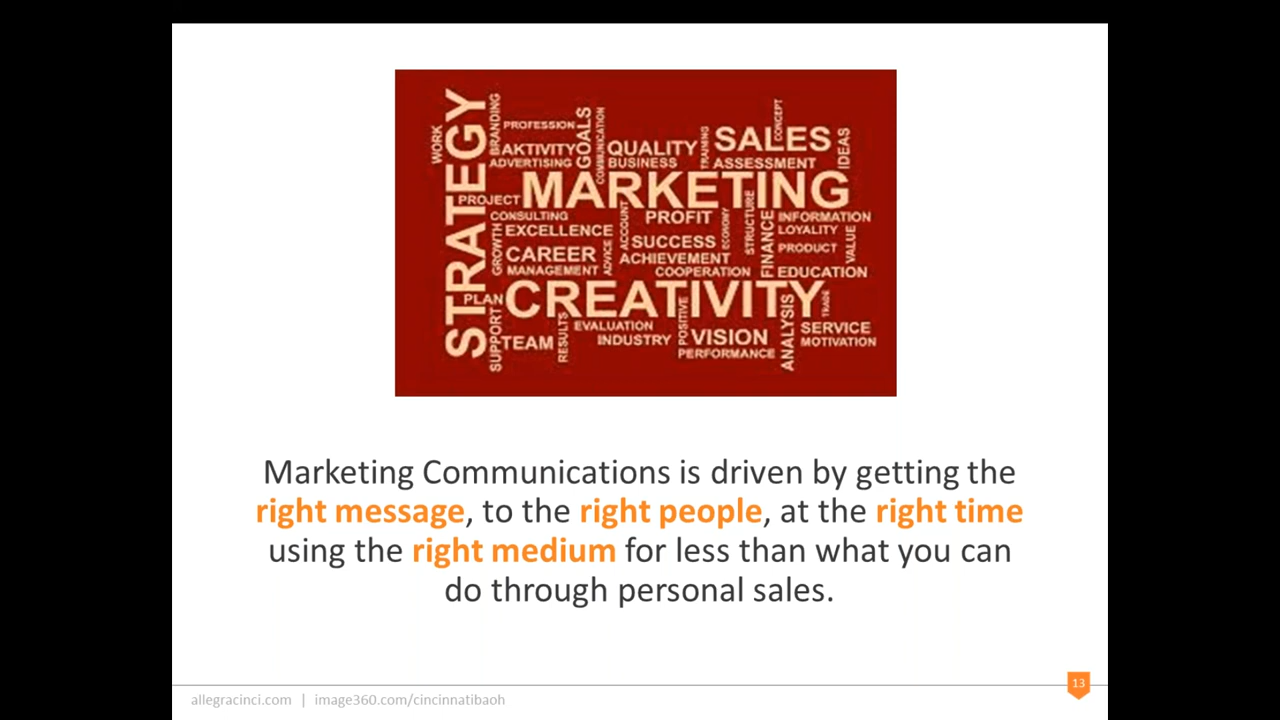 STRATEGY
WORK
BRANDING
PROFESSION
GOALS
COMMUNICATION
AKTIVITY
ADVERTISING
QUALITY
BUSINESS
TRAINING
SALES
CONCEPT
ASSESSMENT
IDEAS
MARKETING
PROJECT
CONSULTING
EXCELLENCE
GROWTH
CAREER
MANAGEMENT
ADVICE
ACCOUNT
PROFIT
SUCCESS
ECONOMY
ACHIEVEMENT
COOPERATION
STRUCTURE
FINANCE
INFORMATION
LOYALITY
PRODUCT
VALUE
EDUCATION
PLAN
CREATIVITY
TRADE
SUPPORT
TEAM
RESULTS
EVALUATION
INDUSTRY
POSITIVE
VISION
PERFORMANCE
ANALYSIS
SERVICE
MOTIVATION
Marketing Communications is driven by getting the
right message, to the right people, at the right time
using the right medium for less than what you can
do through personal sales.
allegracinci.com | image360.com/cincinnatibaoh
13